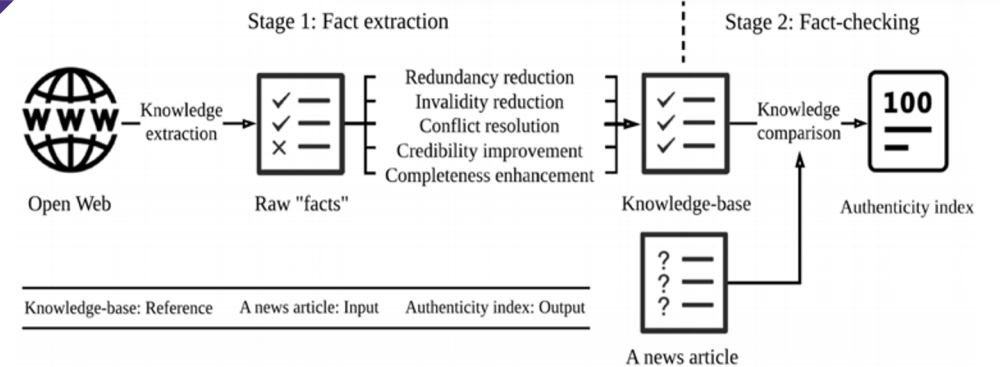 Stage 1: Fact extraction
Stage 2: Fact-checking
WWW
Knowledge
extraction
Redundancy reduction
Invalidity reduction
Conflict resolution
Credibility improvement
Completeness enhancement
Knowledge
comparison
100
Open Web
Raw "facts"
Knowledge-base
Authenticity index
?
?
?
A news article
Knowledge-base: Reference
A news article: Input
Authenticity index: Output